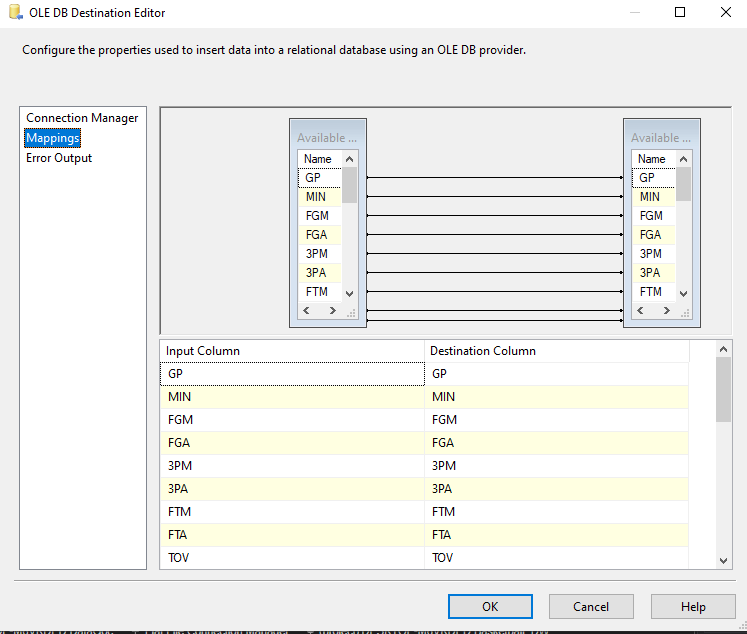 OLE DB Destination Editor
Configure the properties used to insert data into a relational database using an OLE DB provider.
Connection Manager
Mappings
Error Output
Available ...
Name
GP
MIN
FGM
FGA
3PM
3PA
FTM
Available ...
Name
GP
MIN
FGM
FGA
3PM
3PA
FTM
Input Column Destination Column
GP GP
MIN MIN
FGM FGM
FGA FGA
3PM 3PM
3PA 3PA
FTM FTM
FTA FTA
TOV TOV
OK Cancel Help